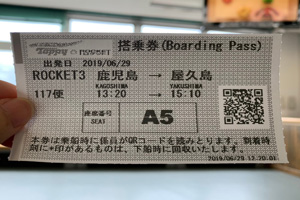 Toppy & ROCKET
搭乗券(Boarding Pass)
出発日 2019/06/29
ROCKET3 鹿児島 → 屋久島
KAGOSHIMA YAKUSHIMA
117便 13:20 → 15:10
座席番号
SEAT
A5
本券は乗船時に係員がQRコードを読みとります。到着時
刻に*印があるものは、下船時に回収いたします。
2019/06/29 12:20:01